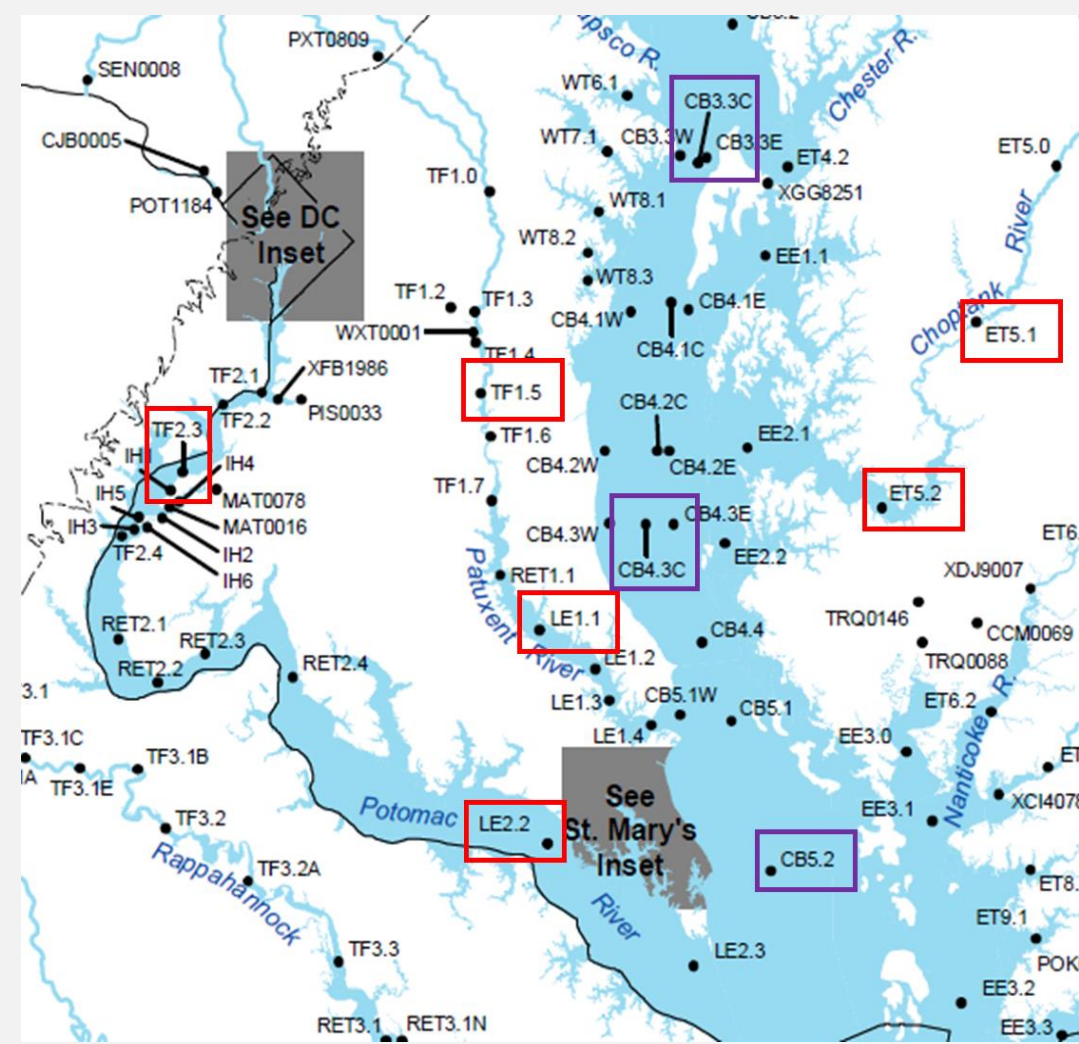 PXT0809
SEN0008
CJB0005
POT1184
See DC
Inset
TF1.0
WT6.1
CB3.3C
WT7.1
CB3.3W
CB3.3E
Chester R.
ET4.2
XGG8251
ET5.0
WT8.1
WT8.2
WT8.3
EE1.1
River
Choptank
ET5.1
TF1.2
TF1.3
WXT0001
TF1.4
CB4.1W
CB4.1E
CB4.1C
TF2.1
XFB1986
TF2.2
PIS0033
TF1.5
CB4.2C
TF2.3
TF1.6
CB4.2W
CB4.2E
EE2.1
IH1
IH4
IH5
MAT0078
TF1.7
ET5.2
IH3
MAT0016
CB4.3W
CB4.3E
TF2.4
IH2
IH6
CB4.3C
EE2.2
RET1.1
XDJ9007
Patuxent River
LE1.1
TRQ0146
CCM0069
RET2.1
RET2.3
CB4.4
TRQ0088
RET2.2
RET2.4
LE1.2
3.1
LE1.3
CB5.1W
CB5.1
ET6.2
Nanticoke R.
LE1.4
EE3.0
TF3.1C
TF3.1B
TF3.1E
See
St. Mary's
Inset
XCI4078
EE3.1
TF3.2
Potomac
LE2.2
CB5.2
TF3.2A
Rappahannock
River
ET9.1
TF3.3
LE2.3
EE3.2
RET3.1
RET3.1N
EE3.3